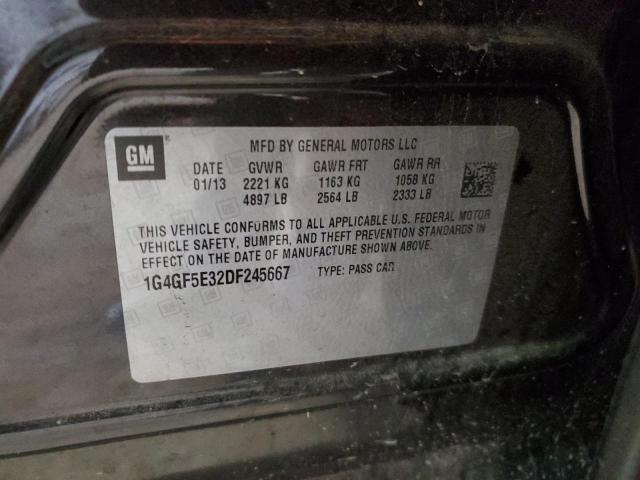 GM
MFD BY GENERAL MOTORS LLC
DATE GVWR GAWR FRT GAWR RR
01/13 2221 KG 1163 KG 1058 KG
4897 LB 2564 LB 2333 LB
THIS VEHICLE CONFORMS TO ALL APPLICABLE U.S. FEDERAL MOTOR
VEHICLE SAFETY, BUMPER, AND THEFT PREVENTION STANDARDS IN
EFFECT ON THE DATE OF MANUFACTURE SHOWN ABOVE.
1G4GF5E32DF245667 TYPE: PASS CAR